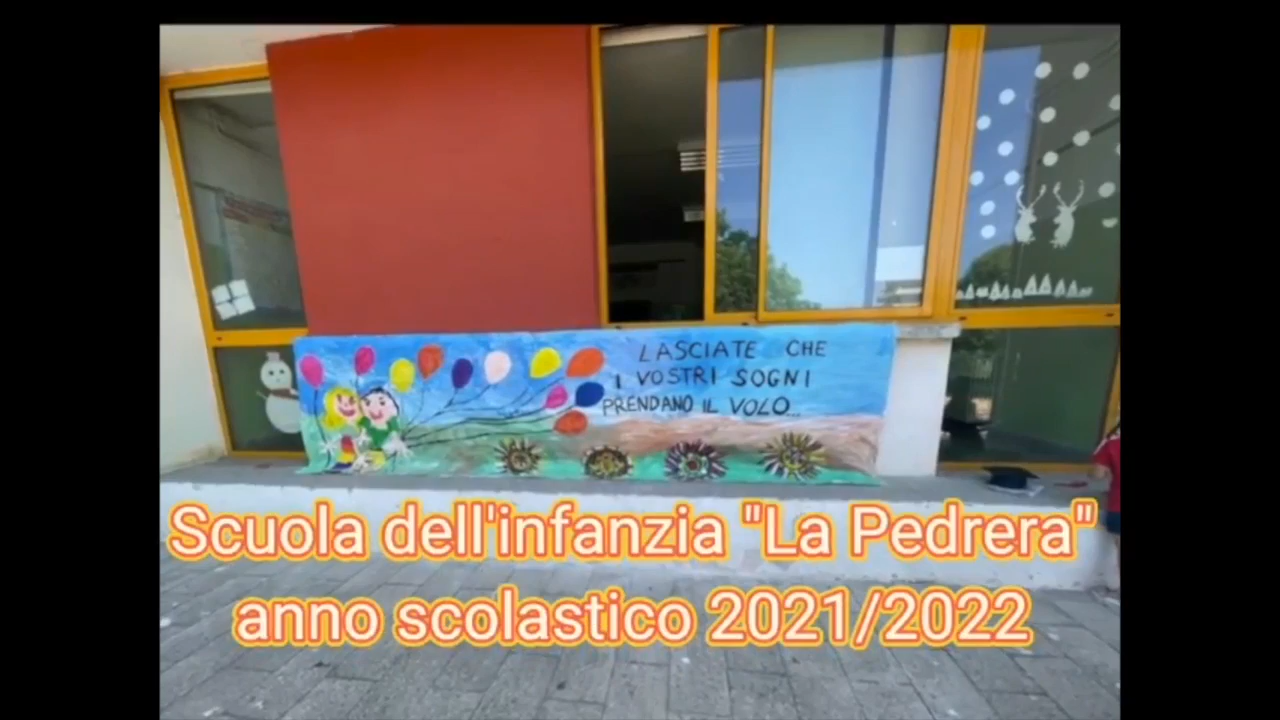 LASCIATE CHE
I VOSTRI SOGNI
PRENDANO IL VOLO...
Scuola dell'infanzia "La Pedrera"
anno scolastico 2021/2022